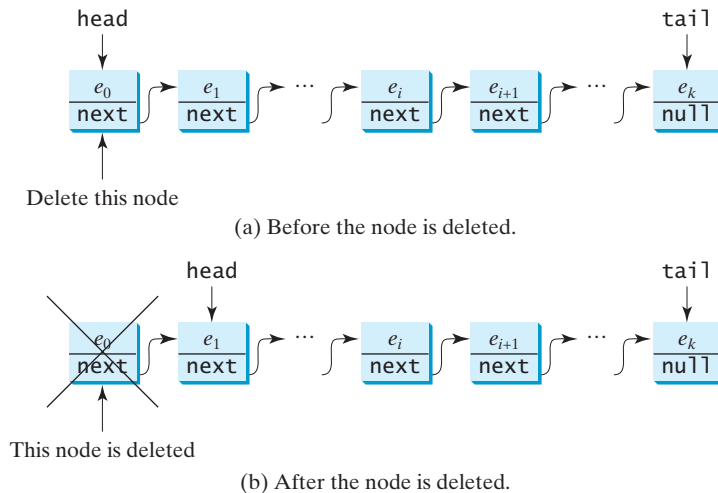 head tail
e0 e1 ... ei ei+1 ... ek
next next next next null
Delete this node
(a) Before the node is deleted.
head tail
e0 e1 ... ei ei+1 ... ek
next next next next null
This node is deleted
(b) After the node is deleted.